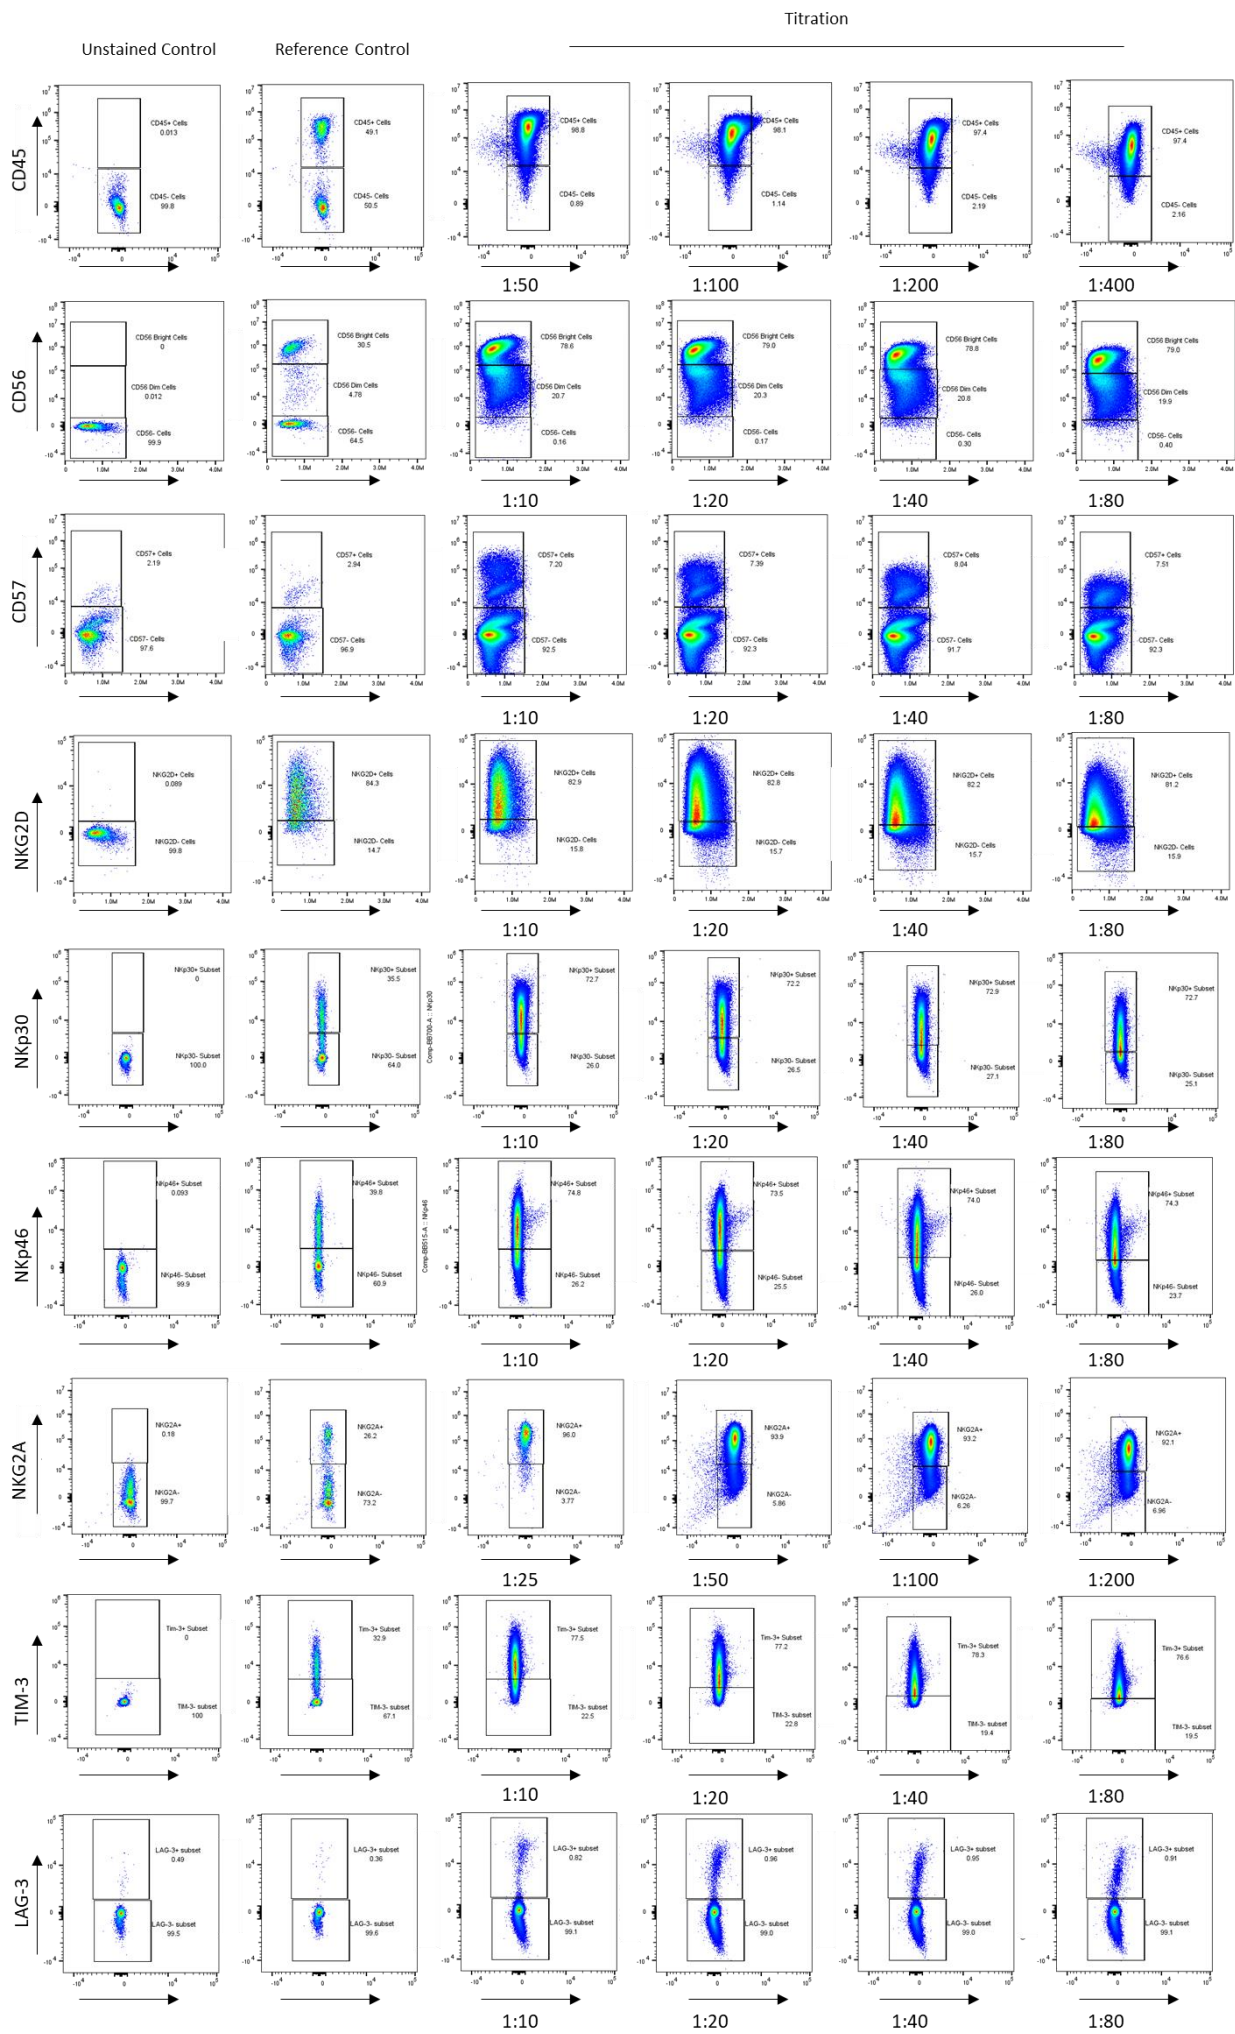 Titration
Unstained Control
Reference Control
CD45
CD45+ Cells
0.013
CD45- Cells
99.8
CD45+ Cells
49.1
CD45- Cells
50.5
CD45+ Cells
98.8
CD45- Cells
0.89
CD45+ Cells
98.1
CD45- Cells
1.14
CD45+ Cells
97.4
CD45- Cells
2.19
CD45+ Cells
97.4
CD45- Cells
2.16
1:50
1:100
1:200
1:400
CD56
CD56 Bright Cells
0
CD56 Dim Cells
0.012
CD56- Cells
99.9
CD56 Bright Cells
30.5
CD56 Dim Cells
4.78
CD56- Cells
64.5
CD56 Bright Cells
78.6
CD56 Dim Cells
20.7
CD56- Cells
0.16
CD56 Bright Cells
79.0
CD56 Dim Cells
20.3
CD56- Cells
0.17
CD56 Bright Cells
78.8
CD56 Dim Cells
20.8
CD56- Cells
0.30
CD56 Bright Cells
79.0
CD56 Dim Cells
19.9
CD56- Cells
0.40
1:10
1:20
1:40
1:80
CD57
CD57+ Cells
2.19
CD57- Cells
97.6
CD57+ Cells
2.94
CD57- Cells
96.9
CD57+ Cells
7.20
CD57- Cells
92.5
CD57+ Cells
7.39
CD57- Cells
92.3
CD57+ Cells
8.04
CD57- Cells
91.7
CD57+ Cells
7.51
CD57- Cells
92.3
1:10
1:20
1:40
1:80
NKG2D
NKG2D+ Cells
0.089
NKG2D- Cells
99.8
NKG2D+ Cells
84.3
NKG2D- Cells
14.7
NKG2D+ Cells
82.9
NKG2D- Cells
15.8
NKG2D+ Cells
82.8
NKG2D- Cells
15.7
NKG2D+ Cells
82.2
NKG2D- Cells
15.7
NKG2D+ Cells
81.2
NKG2D- Cells
15.9
1:10
1:20
1:40
1:80
NKp30
NKp30+ Subset
0
NKp30- Subset
100.0
NKp30+ Subset
35.5
NKp30- Subset
64.0
Comp-BB700-A :: NKp30
NKp30+ Subset
72.7
NKp30- Subset
26.0
NKp30+ Subset
72.2
NKp30- Subset
26.5
NKp30+ Subset
72.9
NKp30- Subset
27.1
NKp30+ Subset
72.7
NKp30- Subset
25.1
1:10
1:20
1:40
1:80
NKp46
NKp46+ Subset
0.093
NKp46- Subset
99.9
NKp46+ Subset
39.8
NKp46- Subset
60.9
Comp-BB515-A :: NKp46
NKp46+ Subset
74.8
NKp46- Subset
26.2
NKp46+ Subset
73.5
NKp46- Subset
25.5
NKp46+ Subset
74.0
NKp46- Subset
26.0
NKp46+ Subset
74.3
NKp46- Subset
23.7
1:10
1:20
1:40
1:80
NKG2A
NKG2A+
0.18
NKG2A-
99.7
NKG2A+
26.2
NKG2A-
73.2
NKG2A+
96.0
NKG2A-
3.77
NKG2A+
93.9
NKG2A-
5.86
NKG2A+
93.2
NKG2A-
6.26
NKG2A+
92.1
NKG2A-
6.96
1:25
1:50
1:100
1:200
TIM-3
Tim-3+ Subset
0
TIM-3- subset
100
Tim-3+ Subset
32.9
TIM-3- subset
67.1
Tim-3+ Subset
77.5
TIM-3- subset
22.5
Tim-3+ Subset
77.2
TIM-3- subset
22.8
Tim-3+ Subset
78.3
TIM-3- subset
19.4
Tim-3+ Subset
76.6
TIM-3- subset
19.5
1:10
1:20
1:40
1:80
LAG-3
LAG-3+ subset
0.49
LAG-3- subset
99.5
LAG-3+ subset
0.36
LAG-3- subset
99.6
LAG-3+ subset
0.82
LAG-3- subset
99.1
LAG-3+ subset
0.96
LAG-3- subset
99.0
LAG-3+ subset
0.95
LAG-3- subset
99.0
LAG-3+ subset
0.91
LAG-3- subset
99.1
1:10
1:20
1:40
1:80